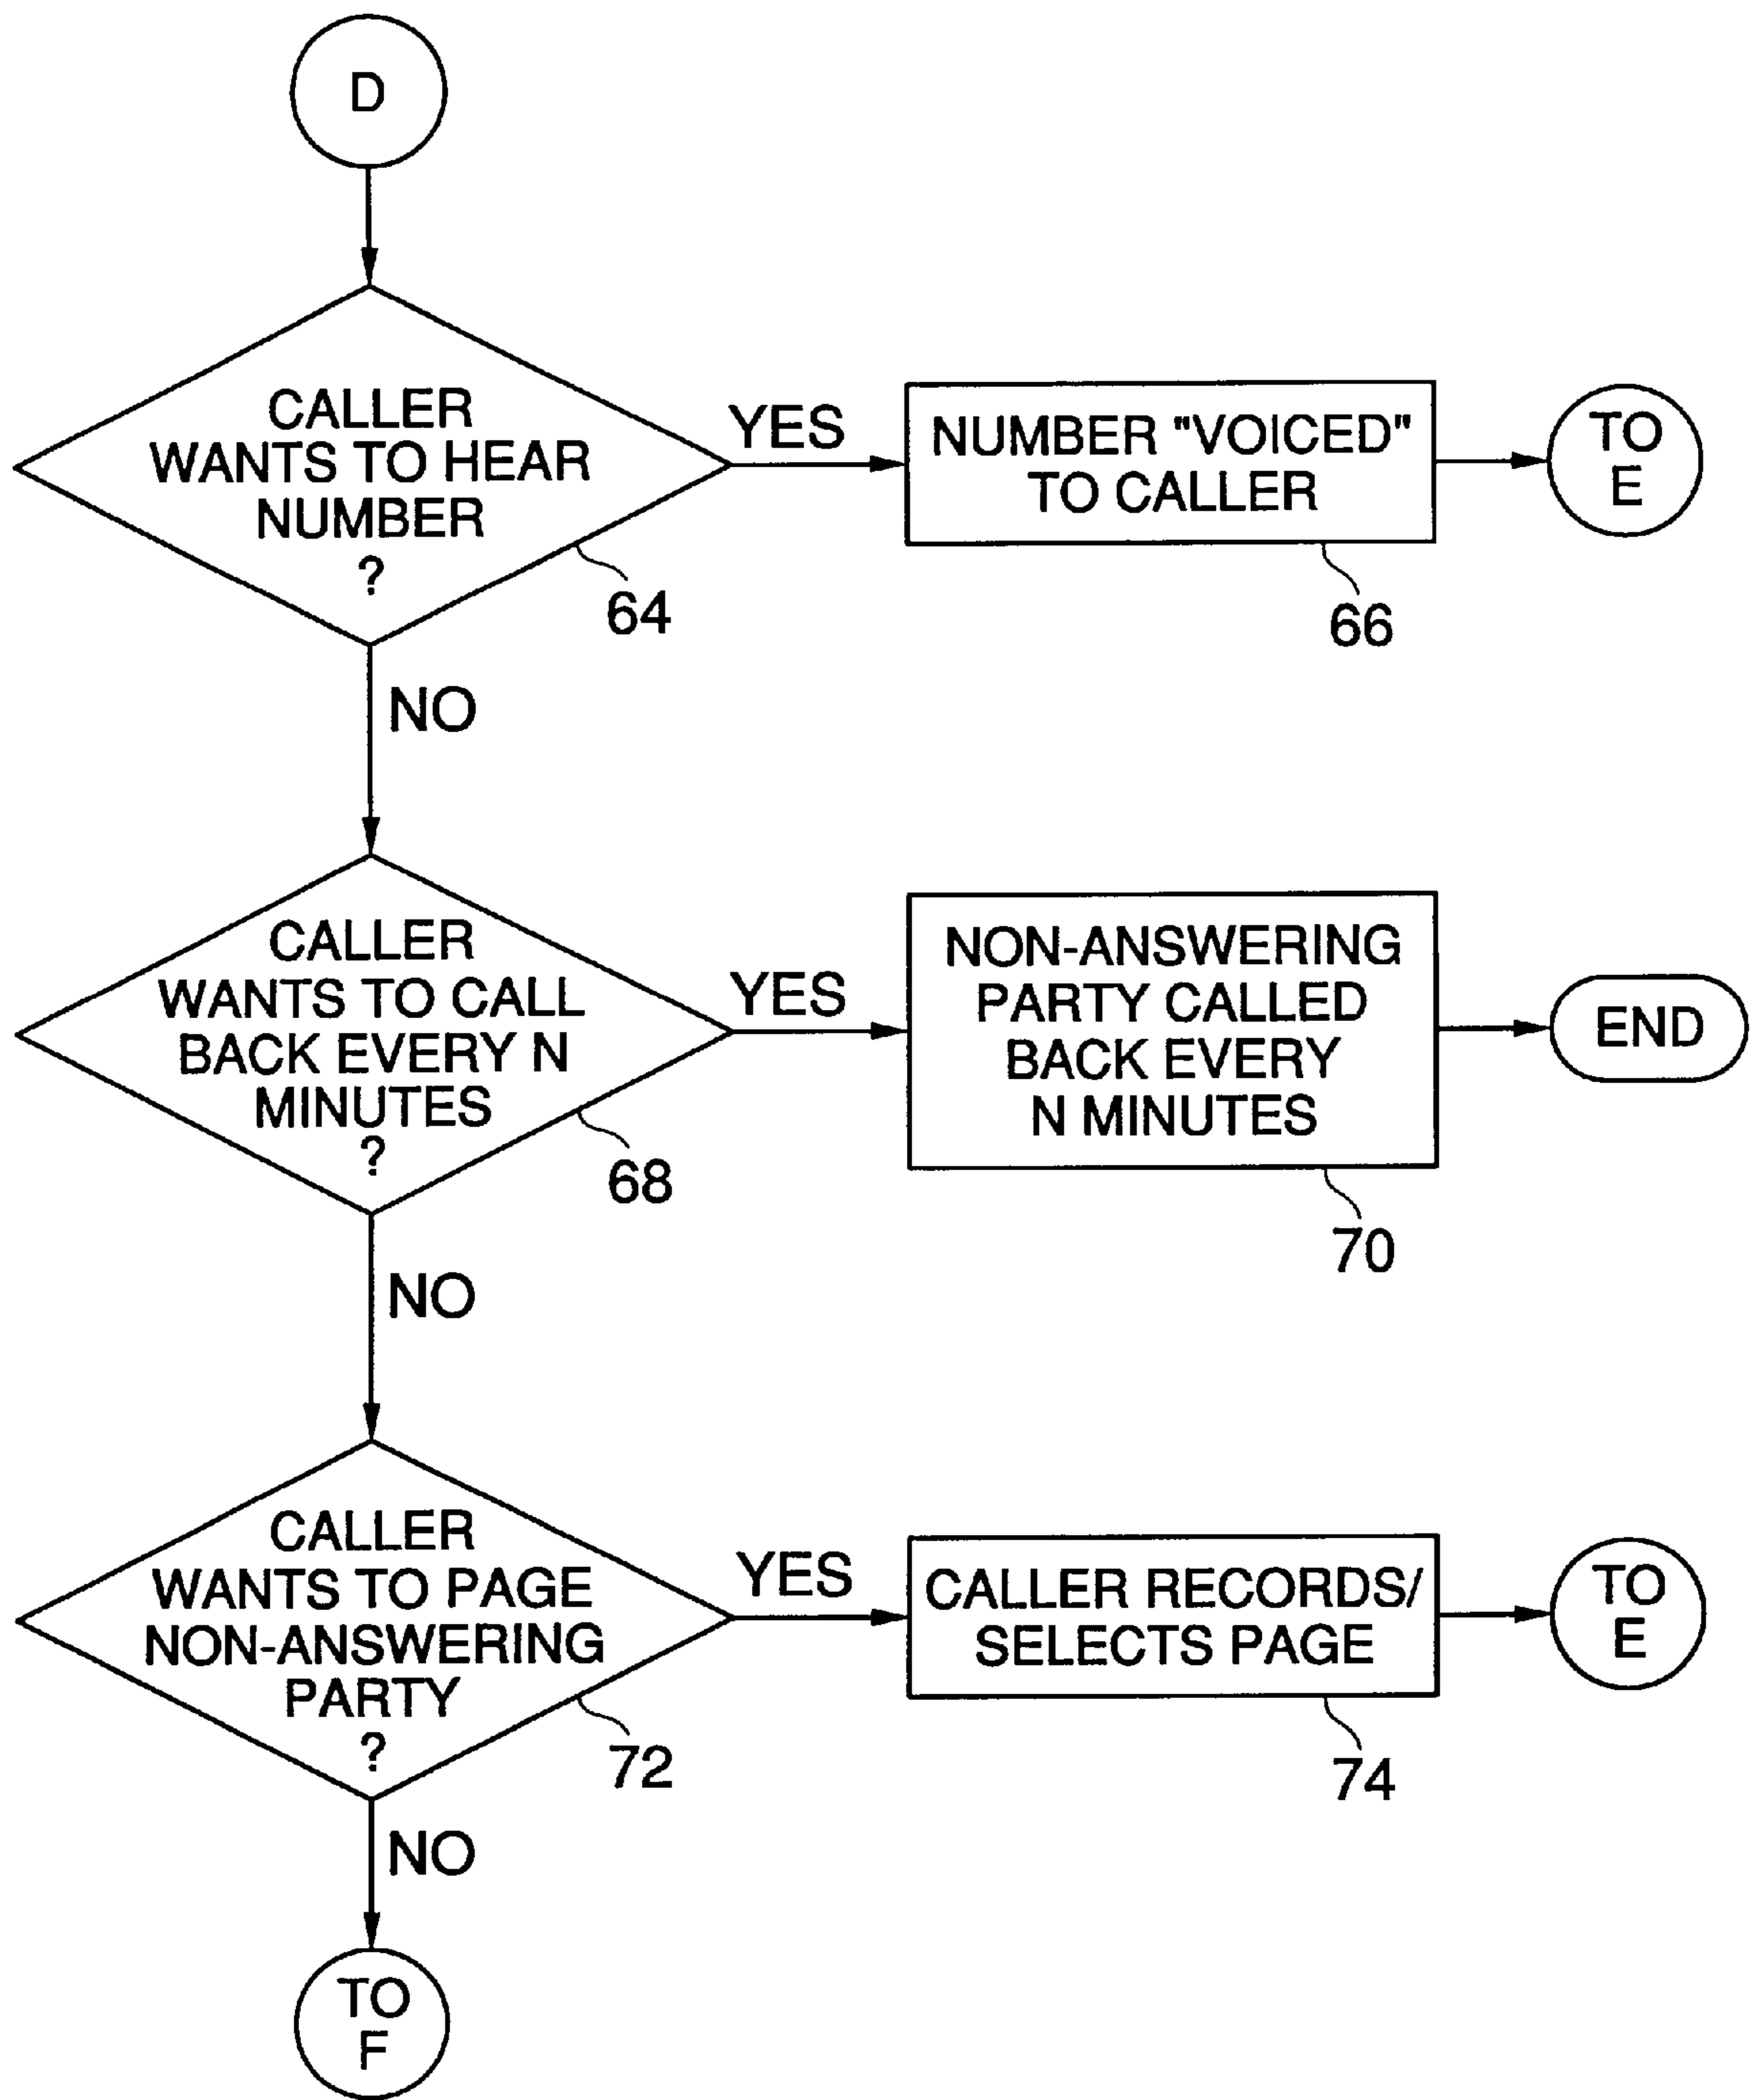 D
CALLER
WANTS TO HEAR
NUMBER
?
64
YES
NUMBER "VOICED"
TO CALLER
66
TO
E
NO
CALLER
WANTS TO CALL
BACK EVERY N
MINUTES
?
68
YES
NON-ANSWERING
PARTY CALLED
BACK EVERY
N MINUTES
70
END
NO
CALLER
WANTS TO PAGE
NON-ANSWERING
PARTY
?
72
YES
CALLER RECORDS/
SELECTS PAGE
74
TO
E
NO
TO
F